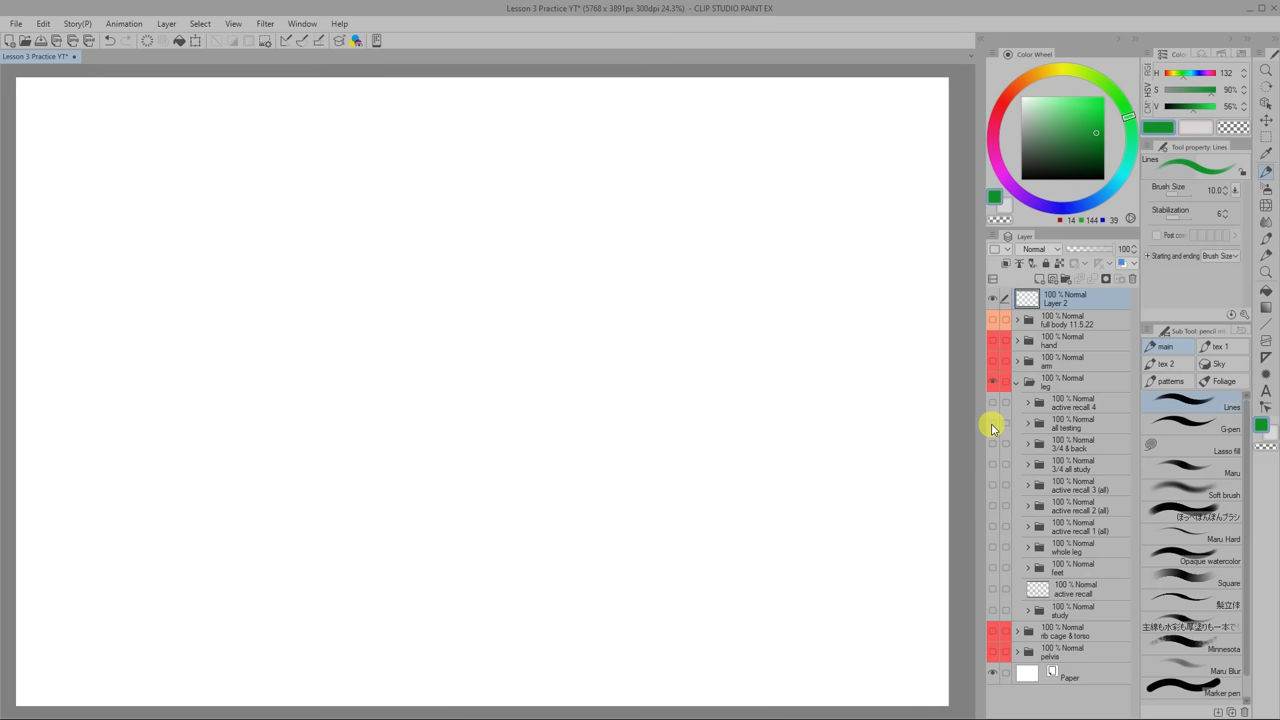 Lesson 3 Practice YT* (5768 x 3891px 300dpi 24.3%) - CLIP STUDIO PAINT EX
File Edit Story(P) Animation Layer Select View Filter Window Help
Lesson 3 Practice YT*
Color Wheel
14 144 39
H 132
S 90%
V 56%
Tool property: Lines
Lines
Brush Size 10.0
Stabilization 6
Starting and ending Brush Size
Layer
Normal 100
100 % Normal
Layer 2
100 % Normal
full body 11.5.22
100 % Normal
hand
100 % Normal
arm
100 % Normal
leg
100 % Normal
active recall 4
100 % Normal
all testing
100 % Normal
3/4 & back
100 % Normal
3/4 all study
100 % Normal
active recall 3 (all)
100 % Normal
active recall 2 (all)
100 % Normal
active recall 1 (all)
100 % Normal
whole leg
100 % Normal
feet
100 % Normal
active recall
100 % Normal
study
100 % Normal
rib cage & torso
100 % Normal
pelvis
Paper
main tex 1
tex 2 Sky
patterns Foliage
Lines
G-pen
Lasso fill
Maru
Soft brush
Maru Hard
Opaque watercolor
Square
髪立体
Minnesota
Maru Blur
Marker pen